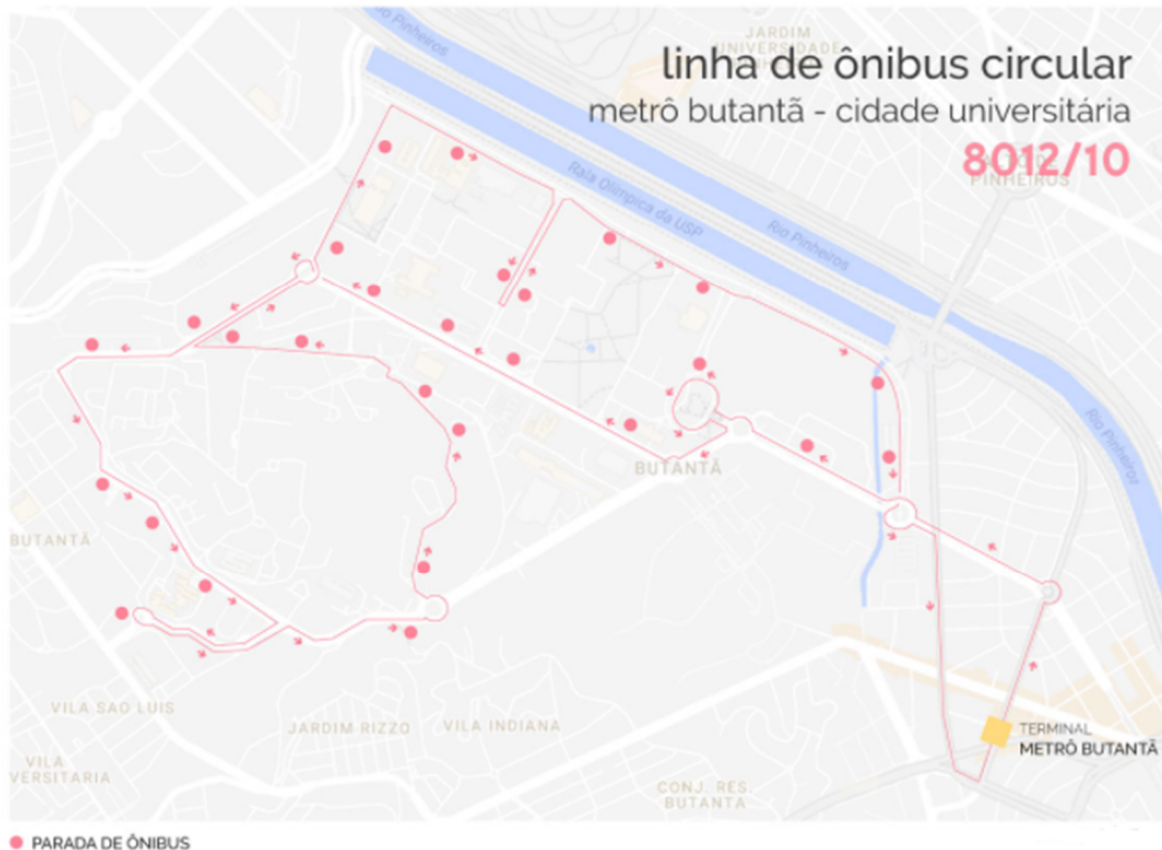 Rio Pinheiros
JARDIM
UNIVERSIDADE
linha de ônibus circular
metrô butantã - cidade universitária
8012/10
PINHEIROS
Raia Olímpica da USP
Rio Pinheiros
Rio Pinheiros
BUTANTÃ
BUTANTÃ
VILA SAO LUIS
JARDIM RIZZO
VILA INDIANA
TERMINAL
METRÔ BUTANTÃ
VILA
VERSITARIA
CONJ. RES.
BUTANTA
PARADA DE ÔNIBUS